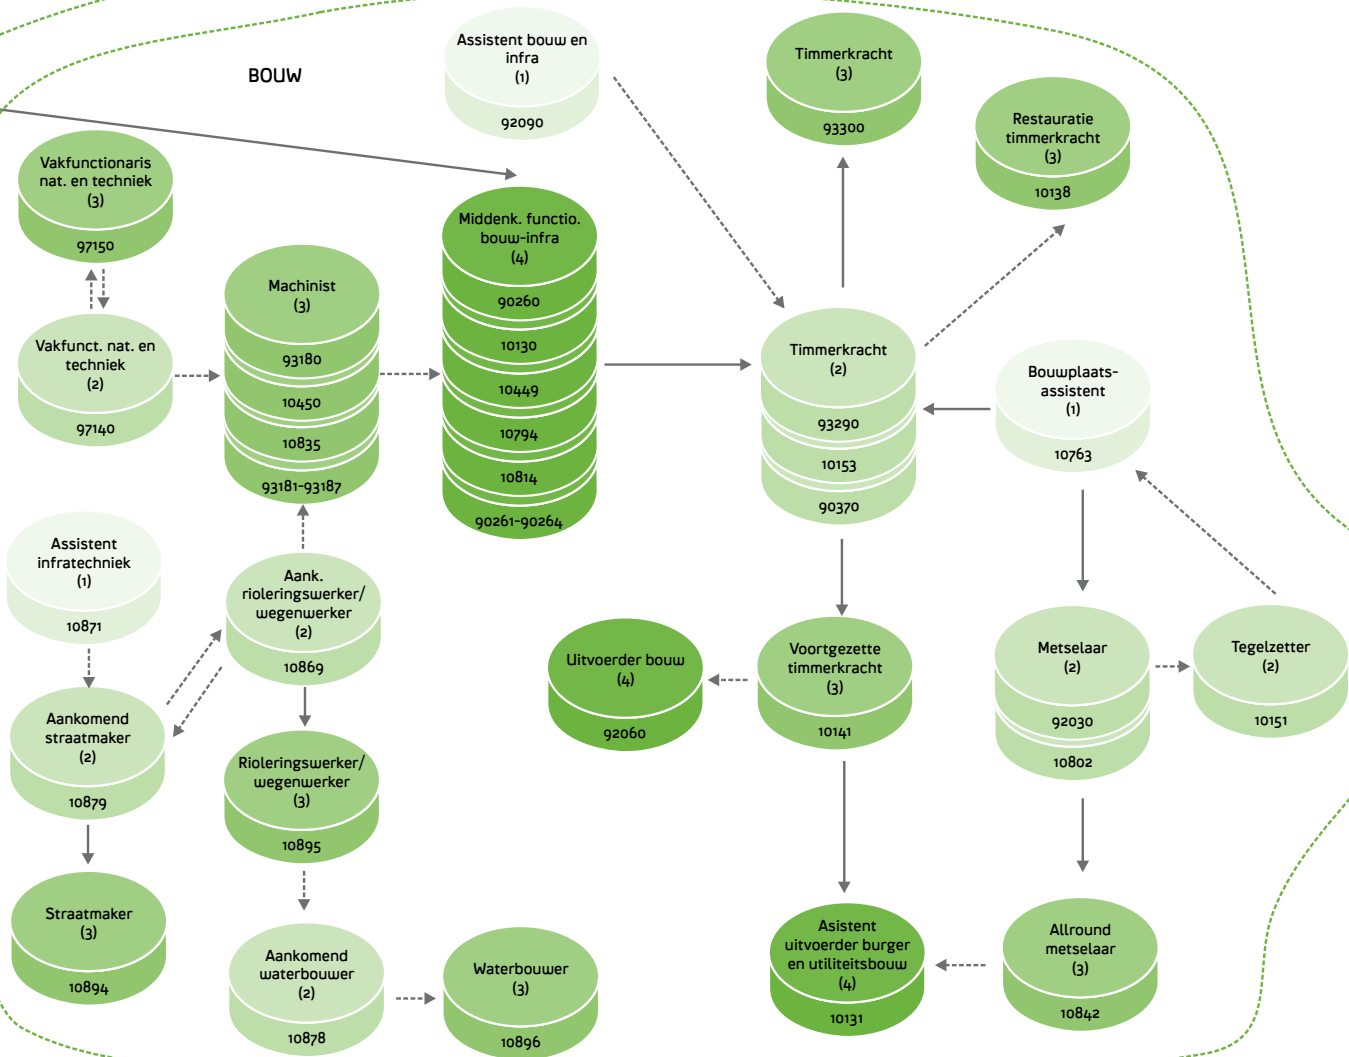 BOUW
Assistent bouw en
infra
(1)
92090
Timmerkracht
(3)
93300
Restauratie
timmerkracht
(3)
10138
Vakfunctionaris
nat. en techniek
(3)
97150
Machinist
(3)
93180
10450
10835
93181-93187
Middenk. functio.
bouw-infra
(4)
90260
10130
10449
10794
10814
90261-90264
Vakfunct. nat. en
techniek
(2)
97140
Timmerkracht
(2)
93290
10153
90370
Bouwplaats-
assistent
(1)
10763
Assistent
infratechniek
(1)
10871
Aank.
rioleringswerker/
wegenwerker
(2)
10869
Uitvoerder bouw
(4)
92060
Voortgezette
timmerkracht
(3)
10141
Metselaar
(2)
92030
10802
Tegelzetter
(2)
10151
Aankomend
straatmaker
(2)
10879
Rioleringswerker/
wegenwerker
(3)
10895
Straatmaker
(3)
10894
Aankomend
waterbouwer
(2)
10878
Waterbouwer
(3)
10896
Asistent
uitvoerder burger
en utiliteitsbouw
(4)
10131
Allround
metselaar
(3)
10842